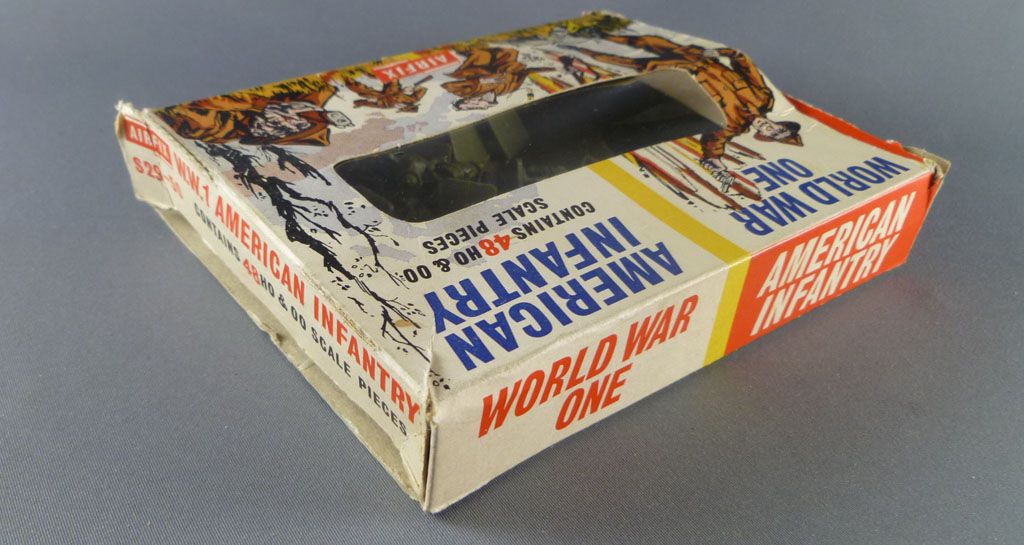 AIRFIX
WORLD WAR
ONE
AMERICAN
INFANTRY
CONTAINS 48 HO & OO
SCALE PIECES
WORLD WAR
ONE
AMERICAN
INFANTRY
AIRFIX
W.W.1 AMERICAN INFANTRY
CONTAINS 48 HO & OO SCALE PIECES